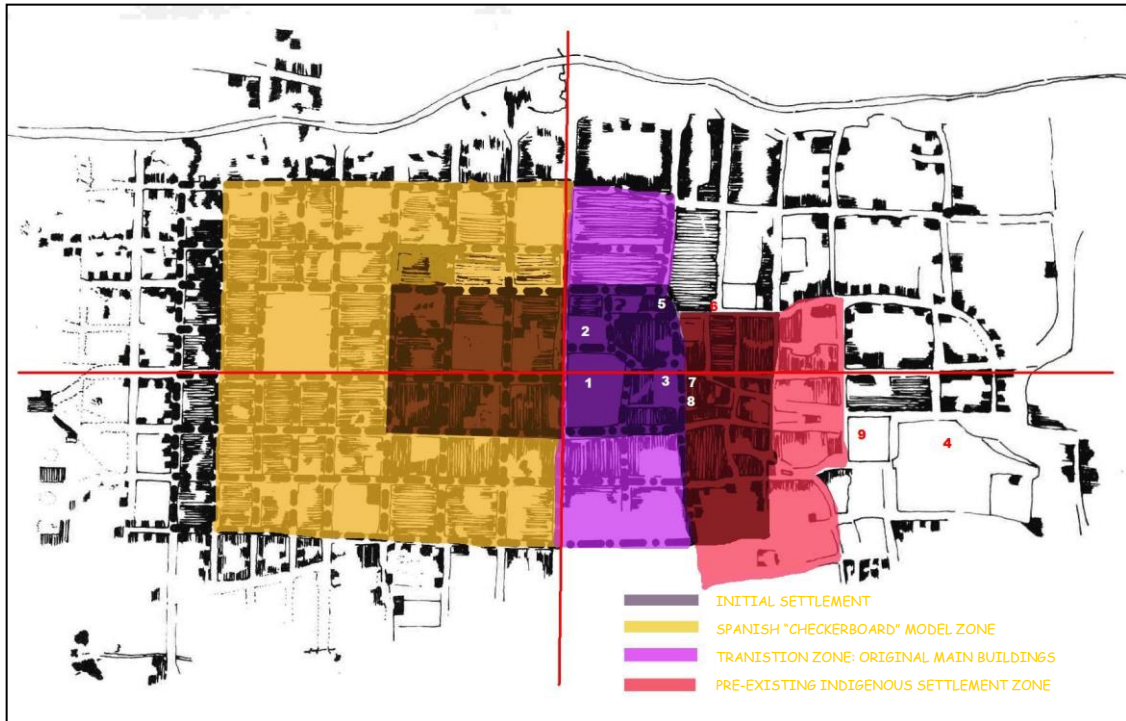 5
6
2
1
3
7
8
9
4
INITIAL SETTLEMENT
SPANISH "CHECKERBOARD" MODEL ZONE
TRANISTION ZONE: ORIGINAL MAIN BUILDINGS
PRE-EXISTING INDIGENOUS SETTLEMENT ZONE